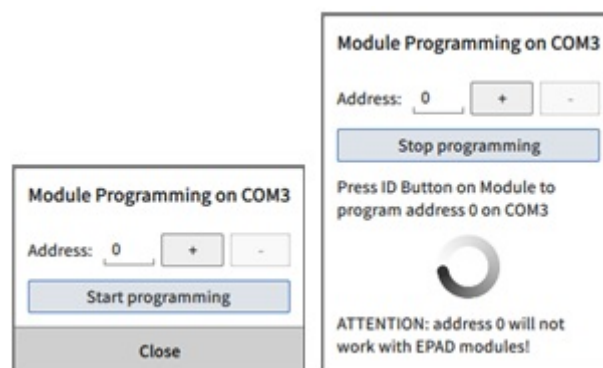 Module Programming on COM3
Address: 0 + -
Start programming
Close
Module Programming on COM3
Address: 0 + -
Stop programming
Press ID Button on Module to
program address 0 on COM3
ATTENTION: address 0 will not
work with EPAD modules!